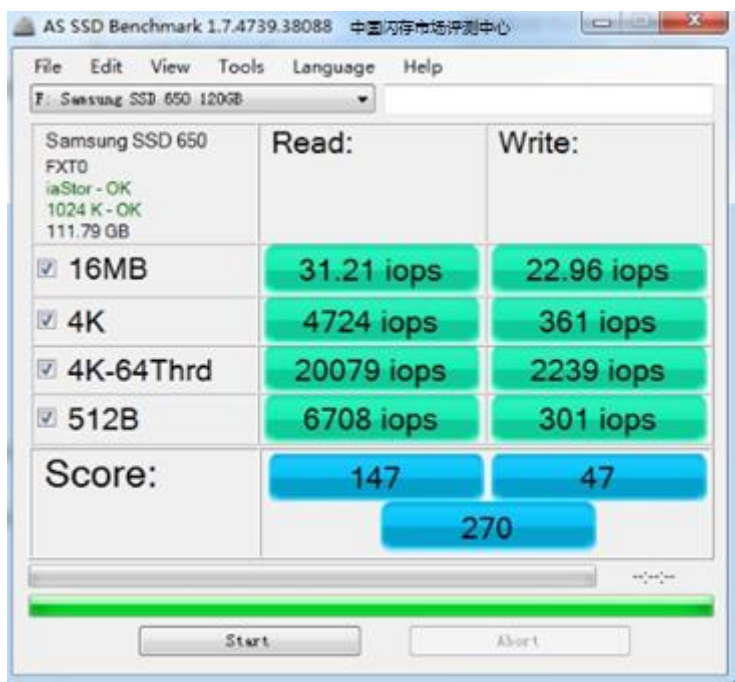 AS SSD Benchmark 1.7.4739.38088 中国闪存市场评测中心
File Edit View Tools Language Help
F: Samsung SSD 650 120GB
Samsung SSD 650
FXT0
iaStor - OK
1024 K - OK
111.79 GB
Read:
Write:
16MB 31.21 iops 22.96 iops
4K 4724 iops 361 iops
4K-64Thrd 20079 iops 2239 iops
512B 6708 iops 301 iops
Score: 147 47
270
--:--:--
Start Abort